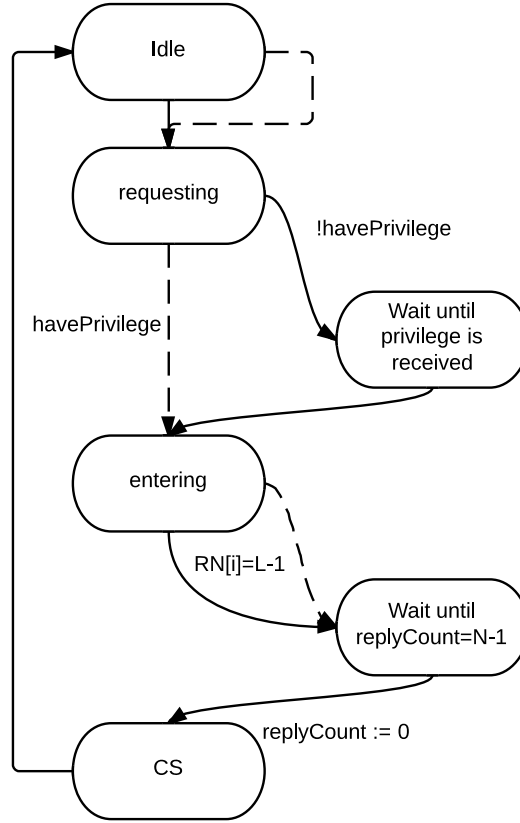 Idle
requesting
!havePrivilege
havePrivilege
Wait until
privilege is
received
entering
RN[i]=L-1
Wait until
replyCount=N-1
replyCount := 0
CS